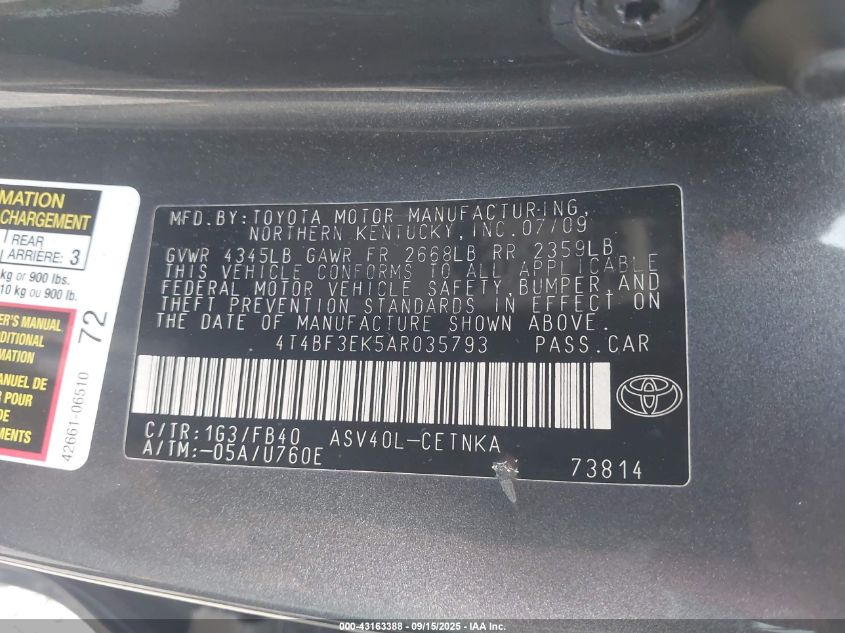 MATION
CHARGEMENT
REAR
ARRIÈRE: 3
kg or 900 lbs.
10 kg ou 900 lb.
ER'S MANUAL
DITIONAL
MATION
ANUEL DE
POUR
DE
EMENTS
42661-06510 72
MFD. BY: TOYOTA MOTOR MANUFACTURING,
NORTHERN KENTUCKY, INC. 07/09
GVWR 4345LB GAWR FR 2668LB RR 2359LB
THIS VEHICLE CONFORMS TO ALL APPLICABLE
FEDERAL MOTOR VEHICLE SAFETY, BUMPER, AND
THEFT PREVENTION STANDARDS IN EFFECT ON
THE DATE OF MANUFACTURE SHOWN ABOVE.
4T4BF3EK5AR035793 PASS.CAR
C/TR:1G3/FB40 ASV40L-CETNKA
A/TM:-05A/U760E
73814
000-43163388 - 09/15/2025 - IAA Inc.